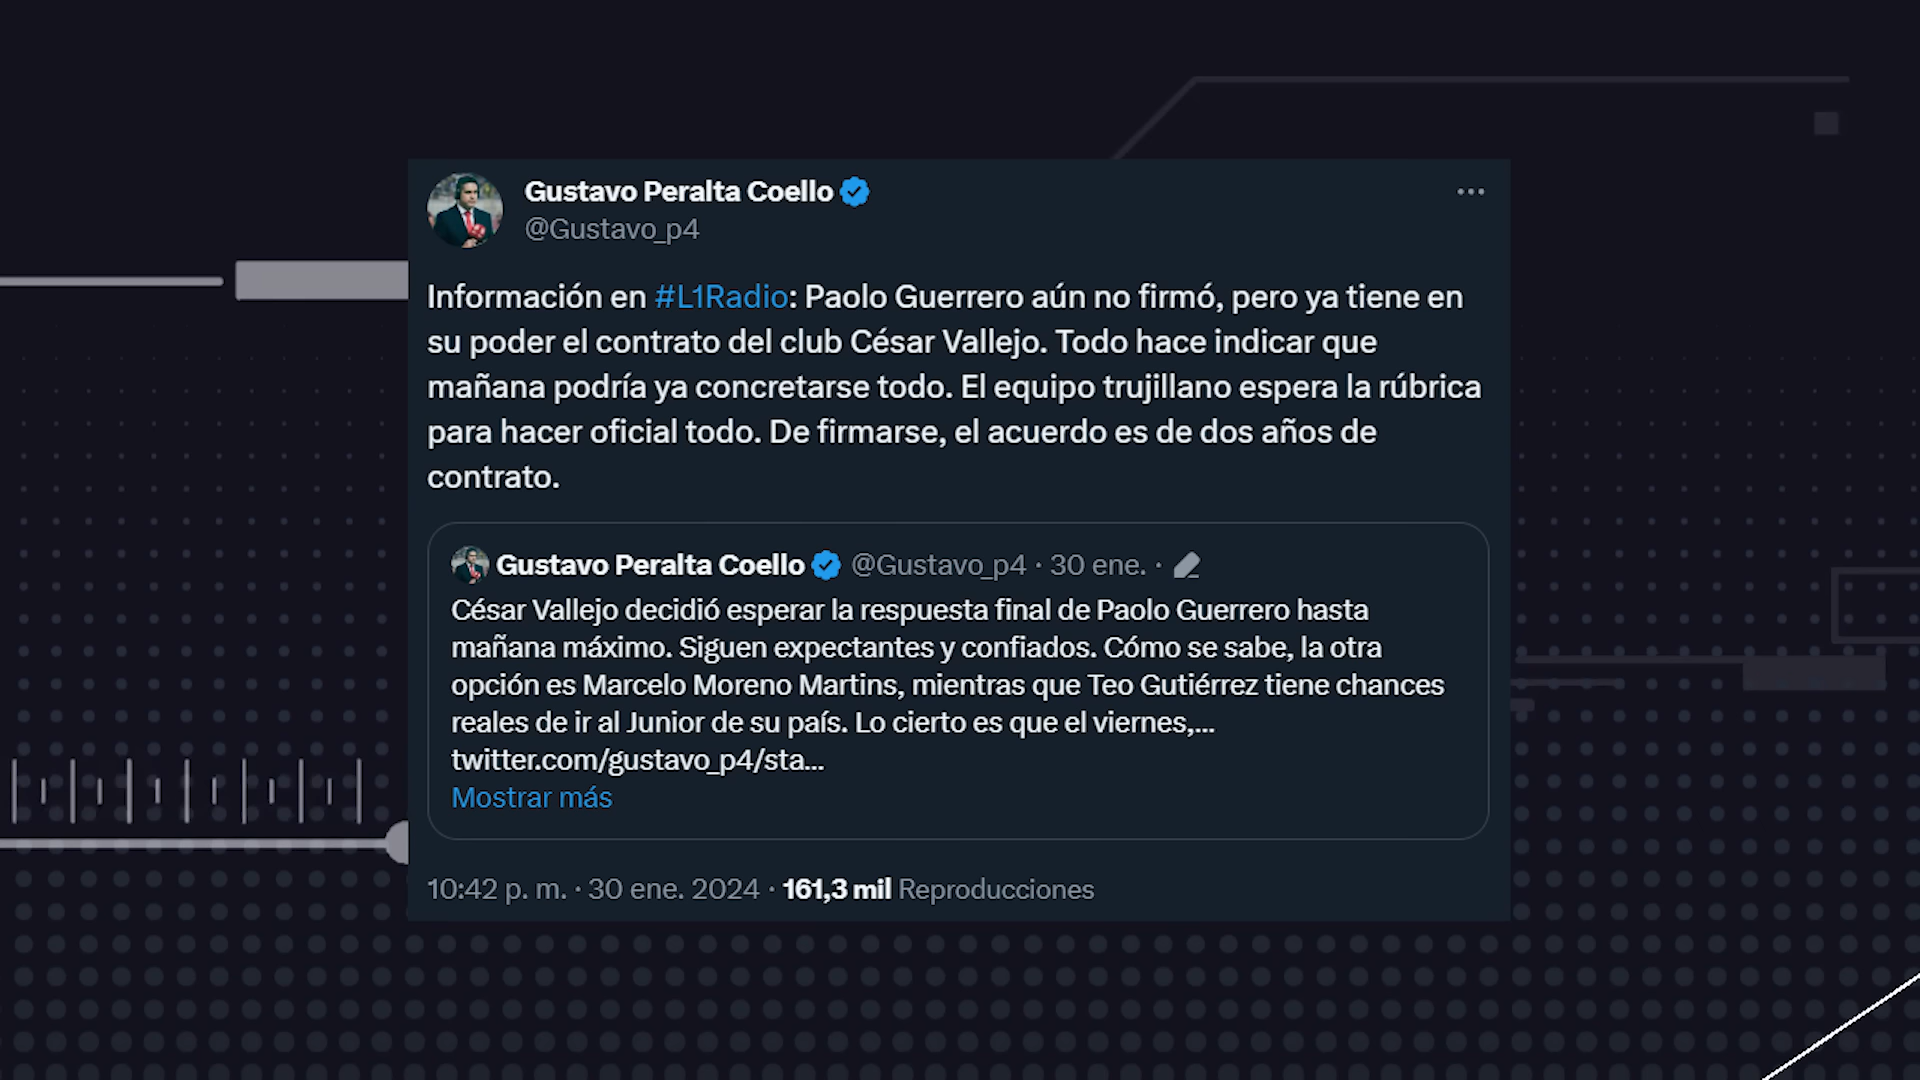 Gustavo Peralta Coello
@Gustavo_p4
Información en #L1Radio: Paolo Guerrero aún no firmó, pero ya tiene en
su poder el contrato del club César Vallejo. Todo hace indicar que
mañana podría ya concretarse todo. El equipo trujillano espera la rúbrica
para hacer oficial todo. De firmarse, el acuerdo es de dos años de
contrato.
Gustavo Peralta Coello @Gustavo_p4 · 30 ene. ·
César Vallejo decidió esperar la respuesta final de Paolo Guerrero hasta
mañana máximo. Siguen expectantes y confiados. Cómo se sabe, la otra
opción es Marcelo Moreno Martins, mientras que Teo Gutiérrez tiene chances
reales de ir al Junior de su país. Lo cierto es que el viernes,...
twitter.com/gustavo_p4/sta...
Mostrar más
10:42 p. m. · 30 ene. 2024 · 161,3 mil Reproducciones